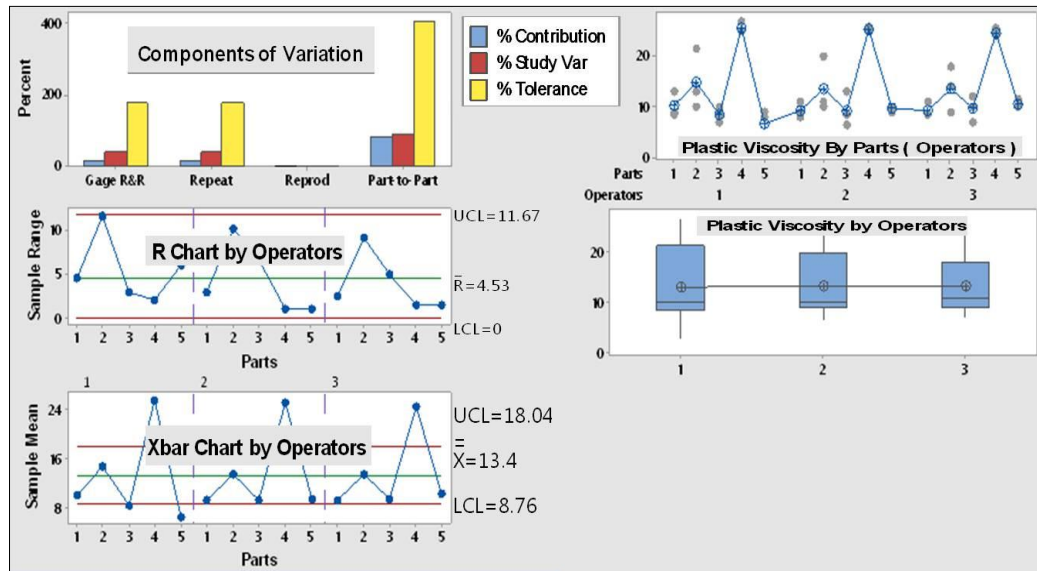 Components of Variation
% Contribution
% Study Var
% Tolerance
Percent
400
200
0
Gage R&R Repeat Reprod Part-to-Part
20
10
0
Plastic Viscosity By Parts ( Operators )
Parts 1 2 3 4 5 1 2 3 4 5 1 2 3 4 5
Operators 1 2 3
R Chart by Operators
Sample Range
10
5
0
UCL=11.67
R=4.53
LCL=0
1 2 3 4 5 1 2 3 4 5 1 2 3 4 5
Parts
Plastic Viscosity by Operators
20
10
0
1 2 3
1 2 3
Xbar Chart by Operators
Sample Mean
24
16
8
UCL=18.04
X=13.4
LCL=8.76
1 2 3 4 5 1 2 3 4 5 1 2 3 4 5
Parts